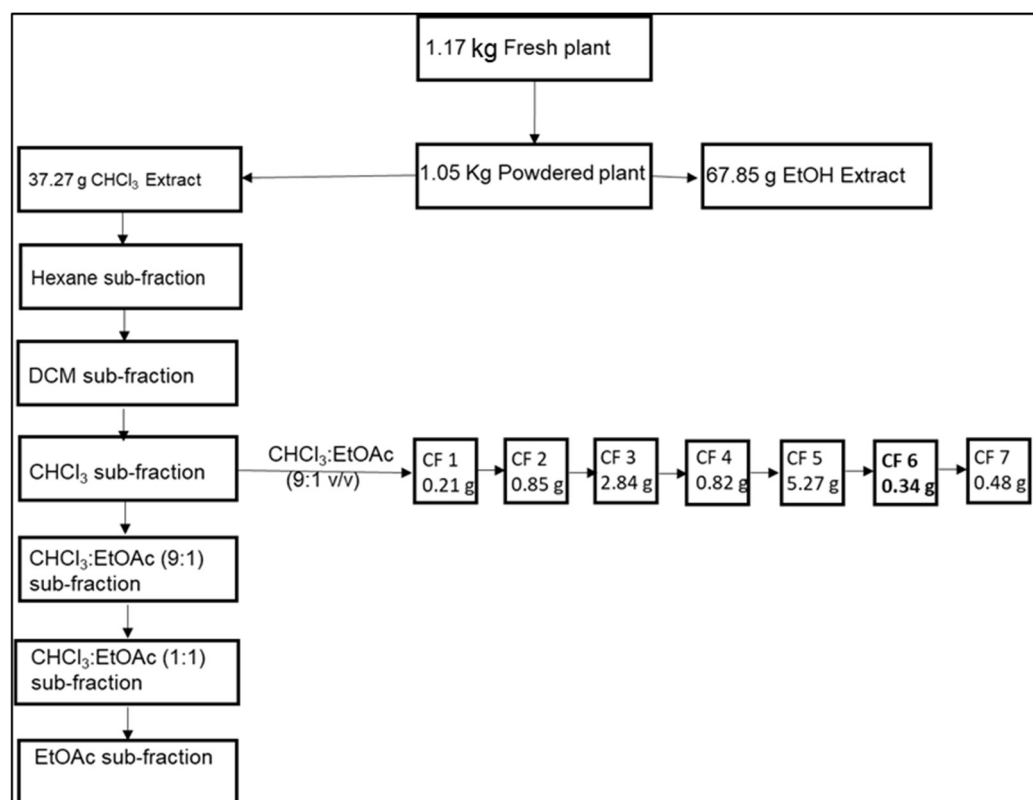 1.17 kg Fresh plant
37.27 g CHCl₃ Extract
1.05 Kg Powdered plant
67.85 g EtOH Extract
Hexane sub-fraction
DCM sub-fraction
CHCl₃ sub-fraction
CHCl₃:EtOAc
(9:1 v/v)
CF 1
0.21 g
CF 2
0.85 g
CF 3
2.84 g
CF 4
0.82 g
CF 5
5.27 g
CF 6
0.34 g
CF 7
0.48 g
CHCl₃:EtOAc (9:1)
sub-fraction
CHCl₃:EtOAc (1:1)
sub-fraction
EtOAc sub-fraction